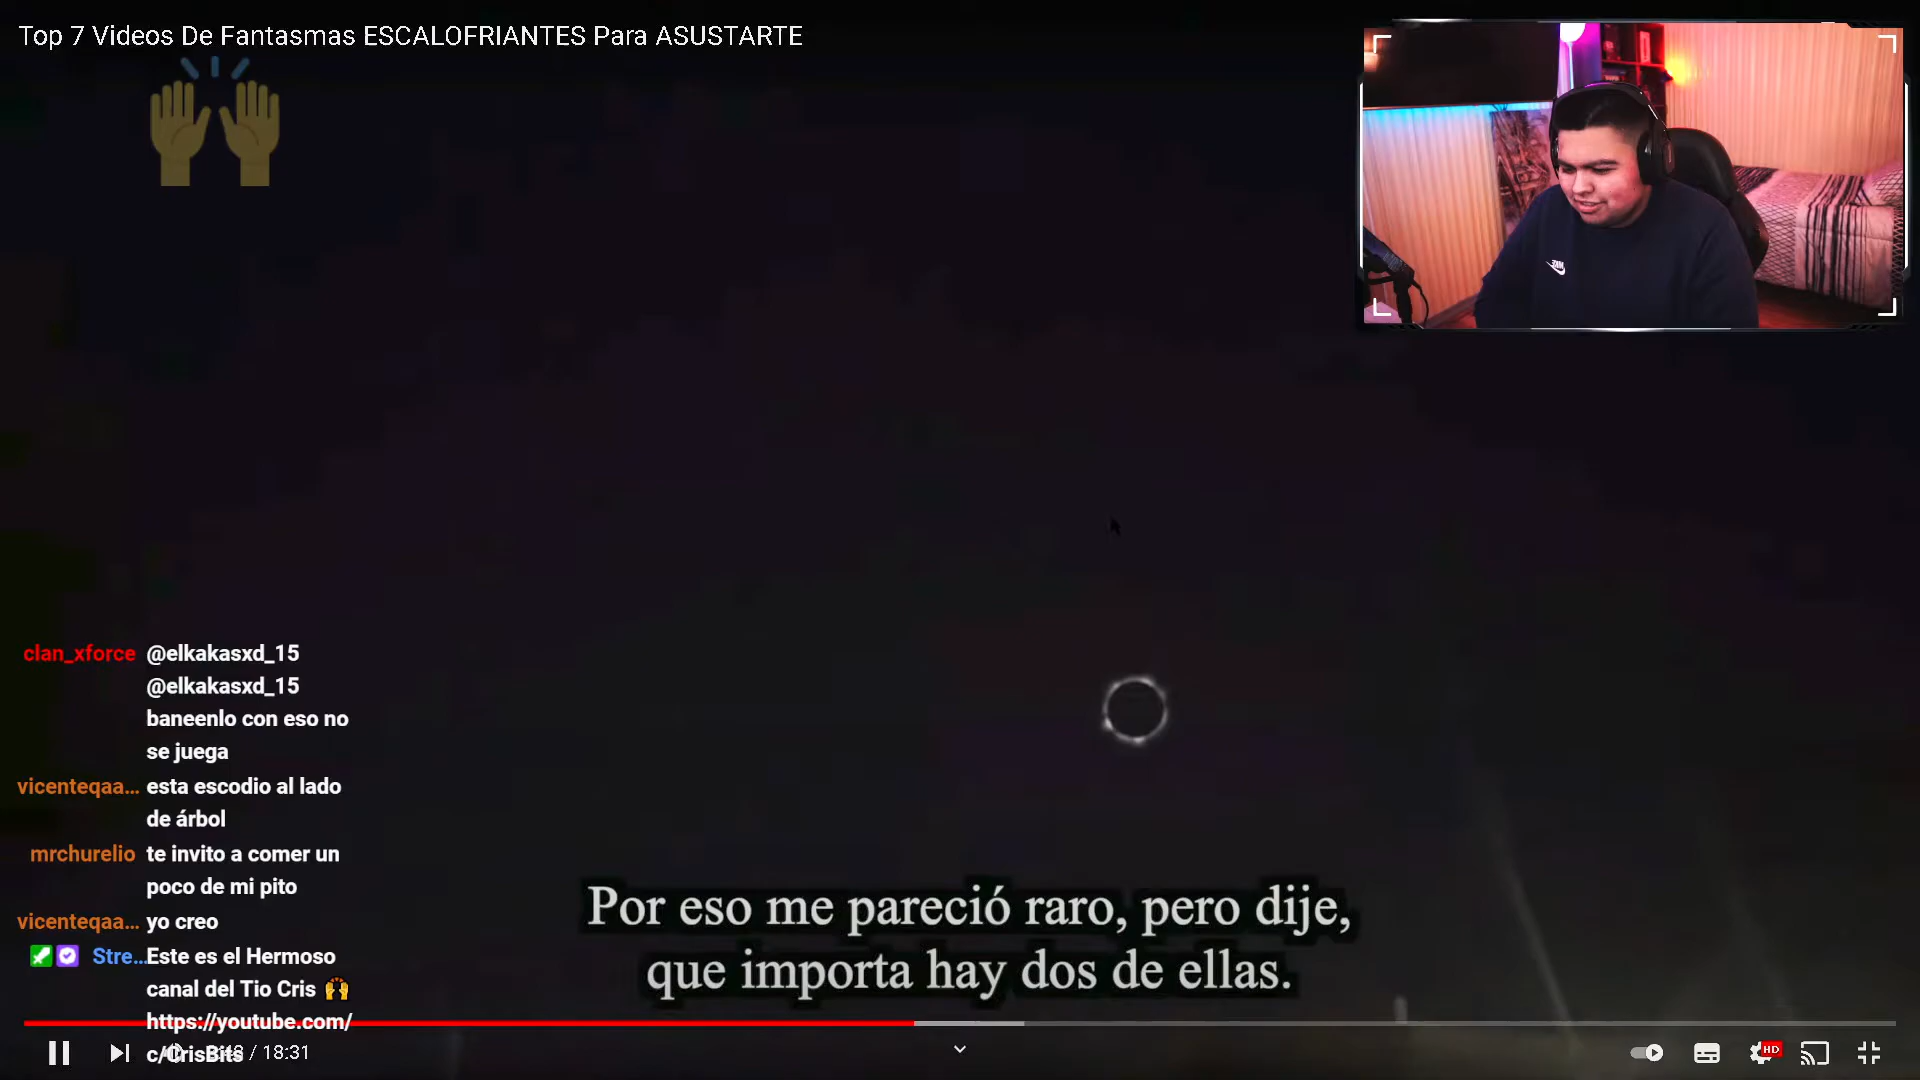 Top 7 Videos De Fantasmas ESCALOFRIANTES Para ASUSTARTE
clan_xforce @elkakasxd_15
@elkakasxd_15
baneenlo con eso no
se juega
vicenteqaa... esta escodio al lado
de árbol
mrchurelio te invito a comer un
poco de mi pito
vicenteqaa... yo creo
Stre... Este es el Hermoso
canal del Tio Cris 🙌
https://youtube.com/
c/CrisBits
/ 18:31
Por eso me pareció raro, pero dije,
que importa hay dos de ellas.
HD